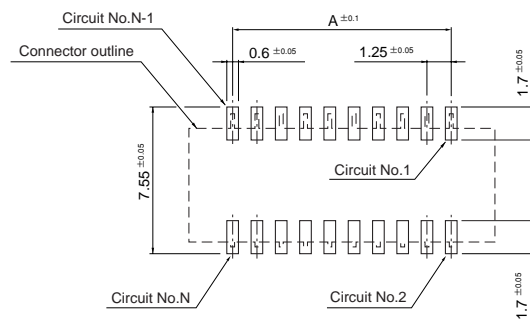 Circuit No.N-1
A ±0.1
Connector outline
0.6 ±0.05
1.25 ±0.05
1.7 ±0.05
7.55 ±0.05
Circuit No.1
Circuit No.N
Circuit No.2
1.7 ±0.05